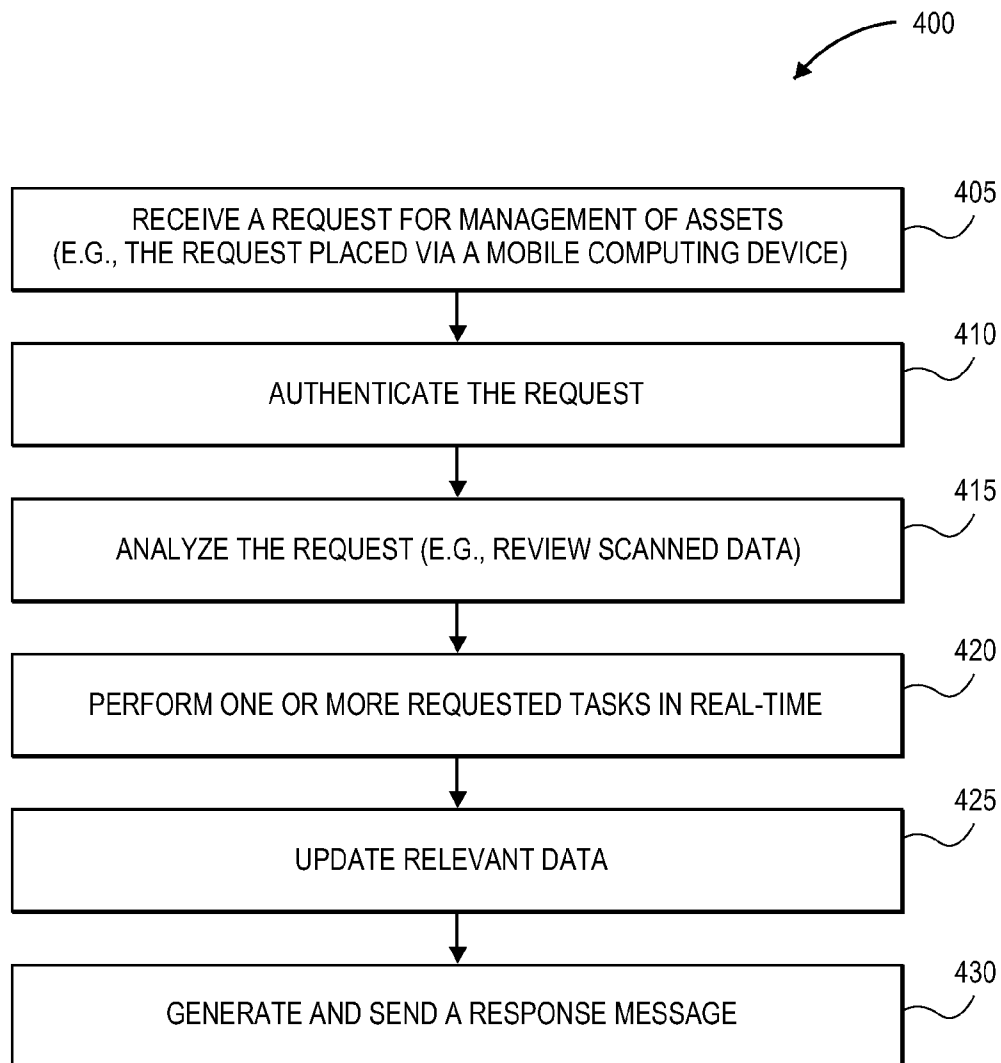 400
RECEIVE A REQUEST FOR MANAGEMENT OF ASSETS
(E.G., THE REQUEST PLACED VIA A MOBILE COMPUTING DEVICE)
405
AUTHENTICATE THE REQUEST
410
ANALYZE THE REQUEST (E.G., REVIEW SCANNED DATA)
415
PERFORM ONE OR MORE REQUESTED TASKS IN REAL-TIME
420
UPDATE RELEVANT DATA
425
GENERATE AND SEND A RESPONSE MESSAGE
430